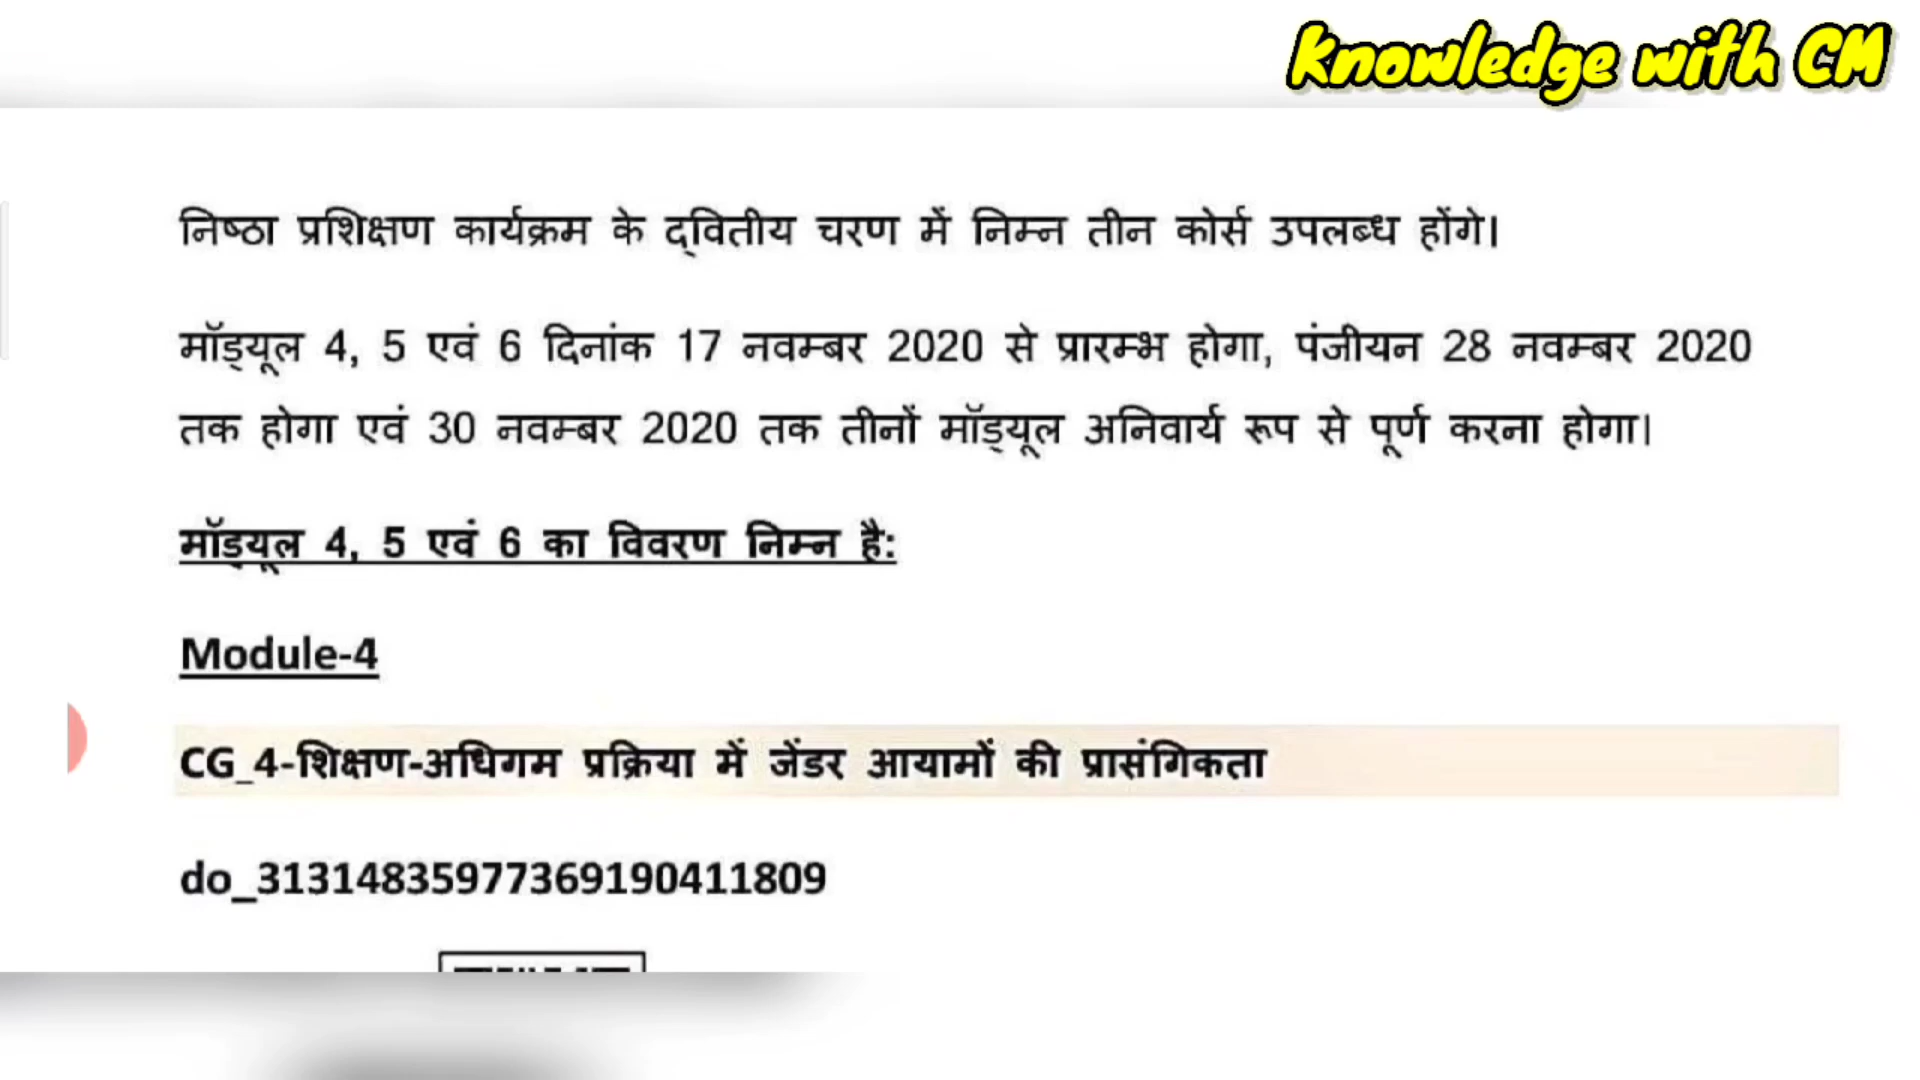 Knowledge with CM
निष्ठा प्रशिक्षण कार्यक्रम के द्वितीय चरण में निम्न तीन कोर्स उपलब्ध होंगे।
मॉड्यूल 4, 5 एवं 6 दिनांक 17 नवम्बर 2020 से प्रारम्भ होगा, पंजीयन 28 नवम्बर 2020
तक होगा एवं 30 नवम्बर 2020 तक तीनों मॉड्यूल अनिवार्य रूप से पूर्ण करना होगा।
मॉड्यूल 4, 5 एवं 6 का विवरण निम्न है:
Module-4
CG_4-शिक्षण-अधिगम प्रक्रिया में जेंडर आयामों की प्रासंगिकता
do_31314835977369190411809